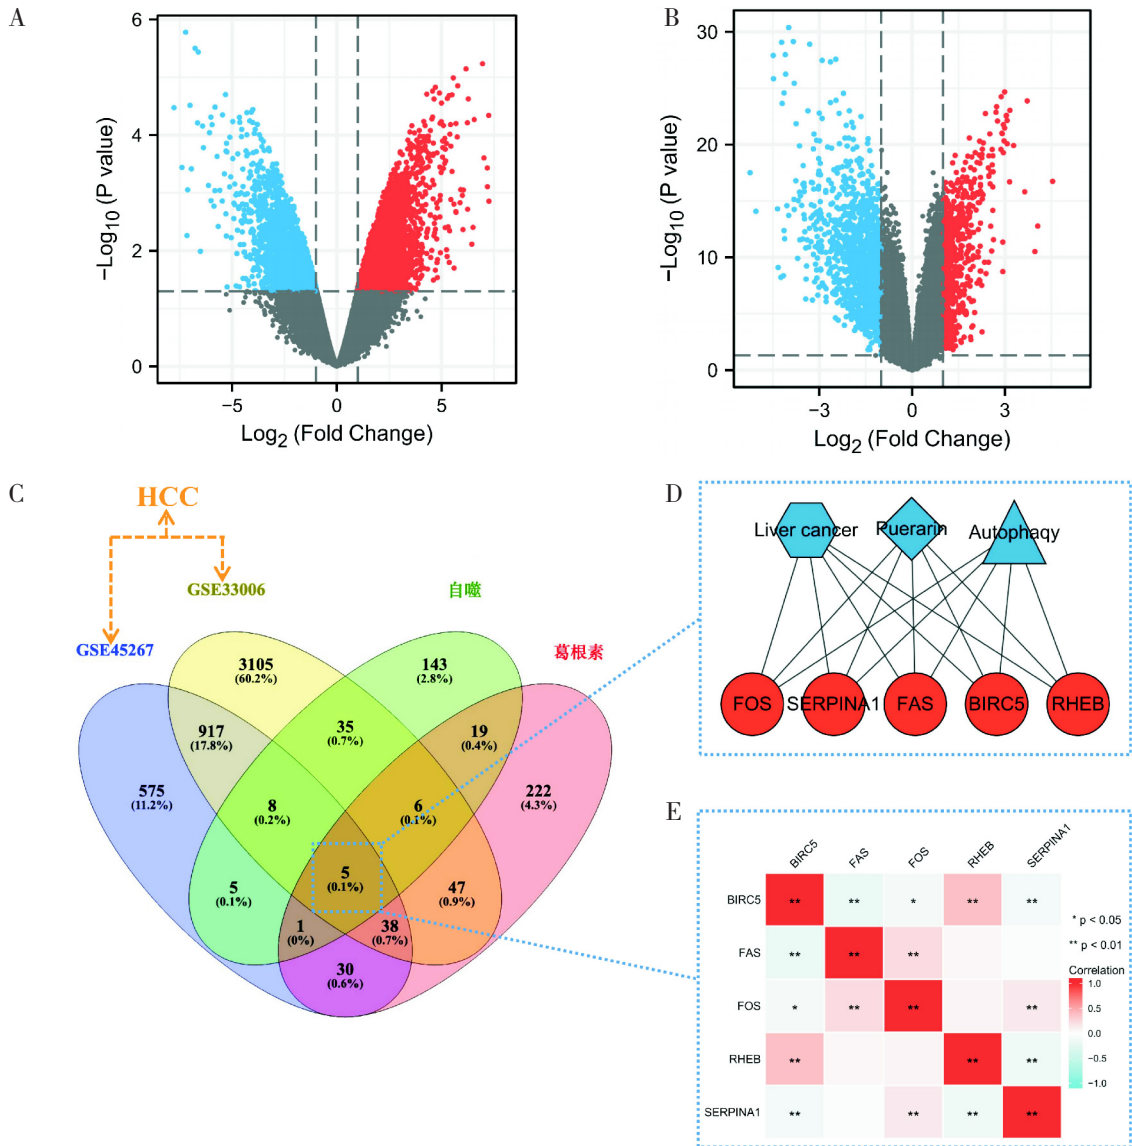 A
6
4
2
0
−Log10 (P value)
−5
0
5
Log2 (Fold Change)
B
30
20
10
0
−Log10 (P value)
−3
0
3
Log2 (Fold Change)
C
HCC
GSE33006
自噬
GSE45267
葛根素
3105
(60.2%)
143
(2.8%)
917
(17.8%)
35
(0.7%)
19
(0.4%)
575
(11.2%)
8
(0.2%)
6
(0.1%)
222
(4.3%)
5
(0.1%)
5
(0.1%)
47
(0.9%)
1
(0%)
38
(0.7%)
30
(0.6%)
D
Liver cancer
Puerarin
Autophaqy
FOS
SERPINA1
FAS
BIRC5
RHEB
E
BIRC5
FAS
FOS
RHEB
SERPINA1
BIRC5 ** ** * ** **
FAS ** ** **
FOS * ** ** **
RHEB ** ** **
SERPINA1 ** ** ** **
* p < 0.05
** p < 0.01
Correlation
1.0
0.5
0.0
−0.5
−1.0